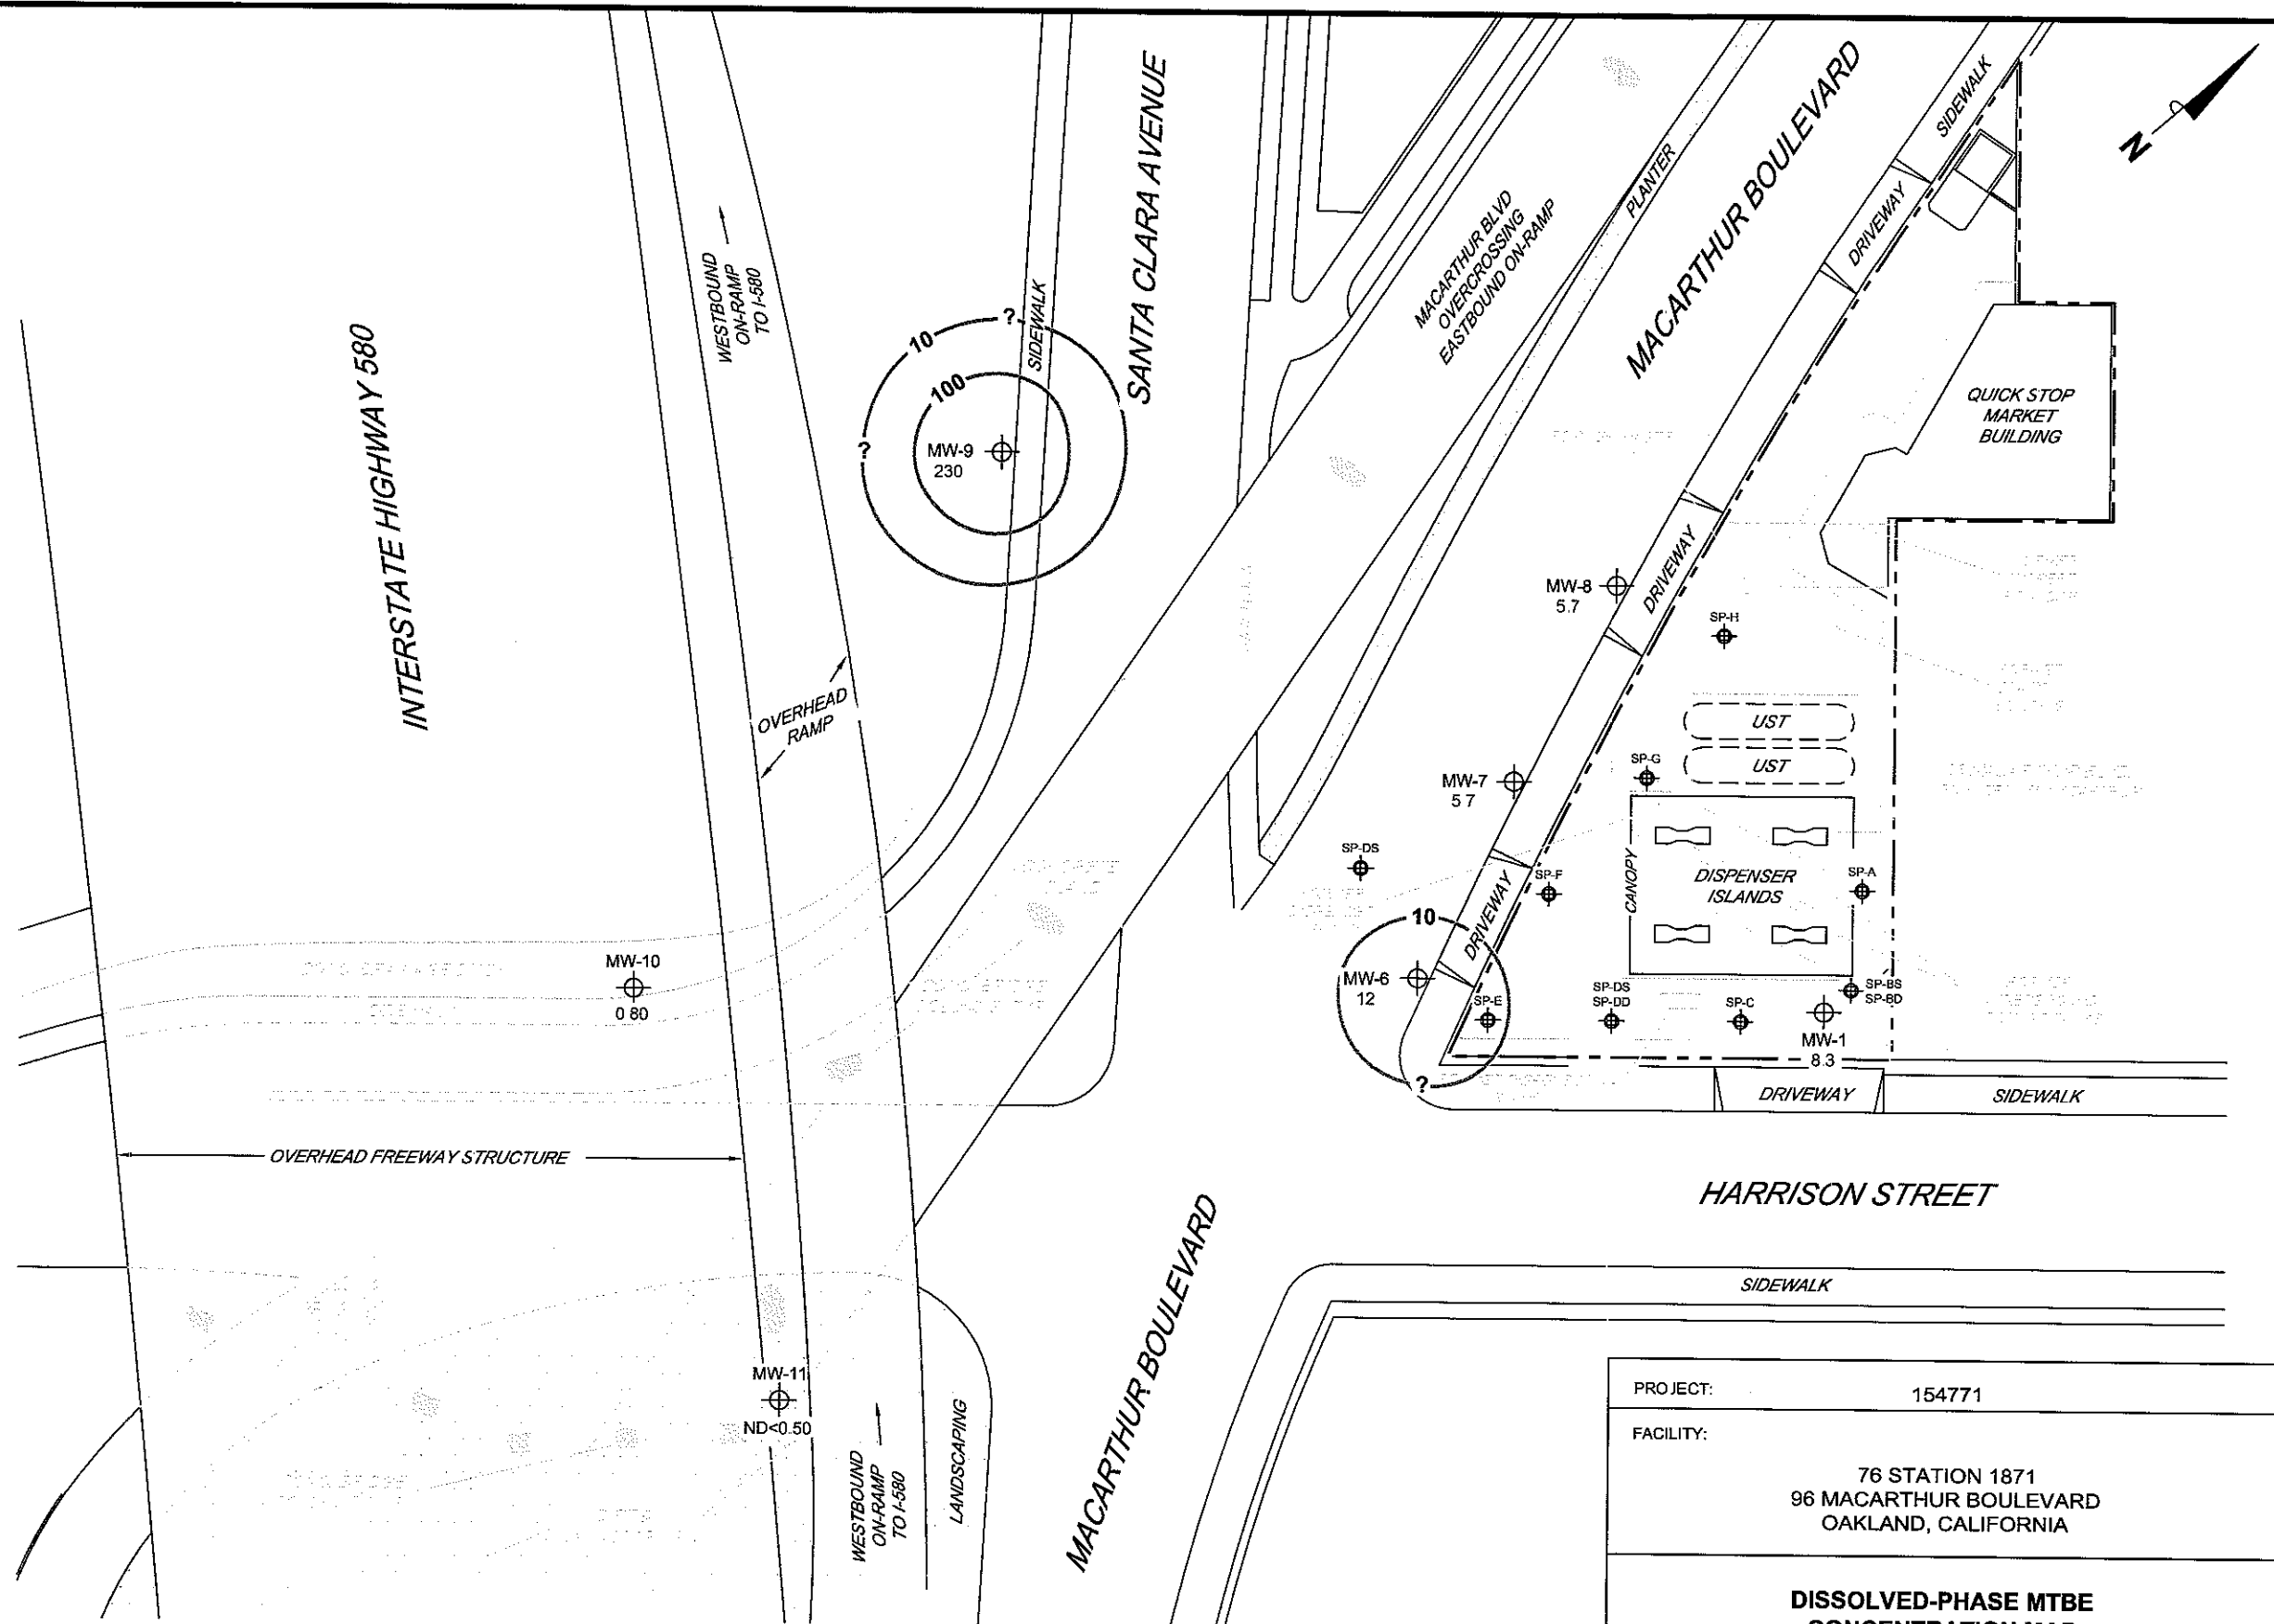 INTERSTATE HIGHWAY 580
WESTBOUND
ON-RAMP
TO I-580
SIDEWALK
SANTA CLARA AVENUE
MACARTHUR BLVD
OVERCROSSING
EASTBOUND ON-RAMP
PLANTER
MACARTHUR BOULEVARD
SIDEWALK
DRIVEWAY
N
10
?
100
?
MW-9
230
QUICK STOP
MARKET
BUILDING
DRIVEWAY
MW-8
5.7
SP-H
OVERHEAD
RAMP
UST
UST
SP-G
MW-7
5 7
SP-DS
SP-F
CANOPY
DISPENSER
ISLANDS
SP-A
DRIVEWAY
10
MW-6
12
SP-E
?
SP-DS
SP-DD
SP-C
SP-BS
SP-BD
MW-1
8.3
MW-10
0 80
DRIVEWAY
SIDEWALK
OVERHEAD FREEWAY STRUCTURE
HARRISON STREET
SIDEWALK
MACARTHUR BOULEVARD
MW-11
ND<0.50
WESTBOUND
ON-RAMP
TO I-580
LANDSCAPING
PROJECT:
154771
FACILITY:
76 STATION 1871
96 MACARTHUR BOULEVARD
OAKLAND, CALIFORNIA
DISSOLVED-PHASE MTBE
CONCENTRATION MAP